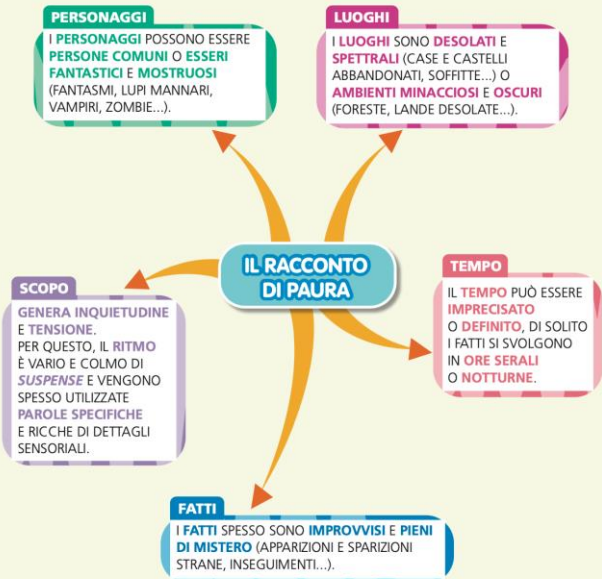 PERSONAGGI
I PERSONAGGI POSSONO ESSERE
PERSONE COMUNI O ESSERI
FANTASTICI E MOSTRUOSI
(FANTASMI, LUPI MANNARI,
VAMPIRI, ZOMBIE...).
LUOGHI
I LUOGHI SONO DESOLATI E
SPETTRALI (CASE E CASTELLI
ABBANDONATI, SOFFITTE...) O
AMBIENTI MINACCIOSI E OSCURI
(FORESTE, LANDE DESOLATE...).
IL RACCONTO
DI PAURA
SCOPO
GENERA INQUIETUDINE
E TENSIONE.
PER QUESTO, IL RITMO
È VARIO E COLMO DI
SUSPENSE E VENGONO
SPESSO UTILIZZATE
PAROLE SPECIFICHE
E RICCHE DI DETTAGLI
SENSORIALI.
TEMPO
IL TEMPO PUÒ ESSERE
IMPRECISATO
O DEFINITO, DI SOLITO
I FATTI SI SVOLGONO
IN ORE SERALI
O NOTTURNE.
FATTI
I FATTI SPESSO SONO IMPROVVISI E PIENI
DI MISTERO (APPARIZIONI E SPARIZIONI
STRANE, INSEGUIMENTI...).